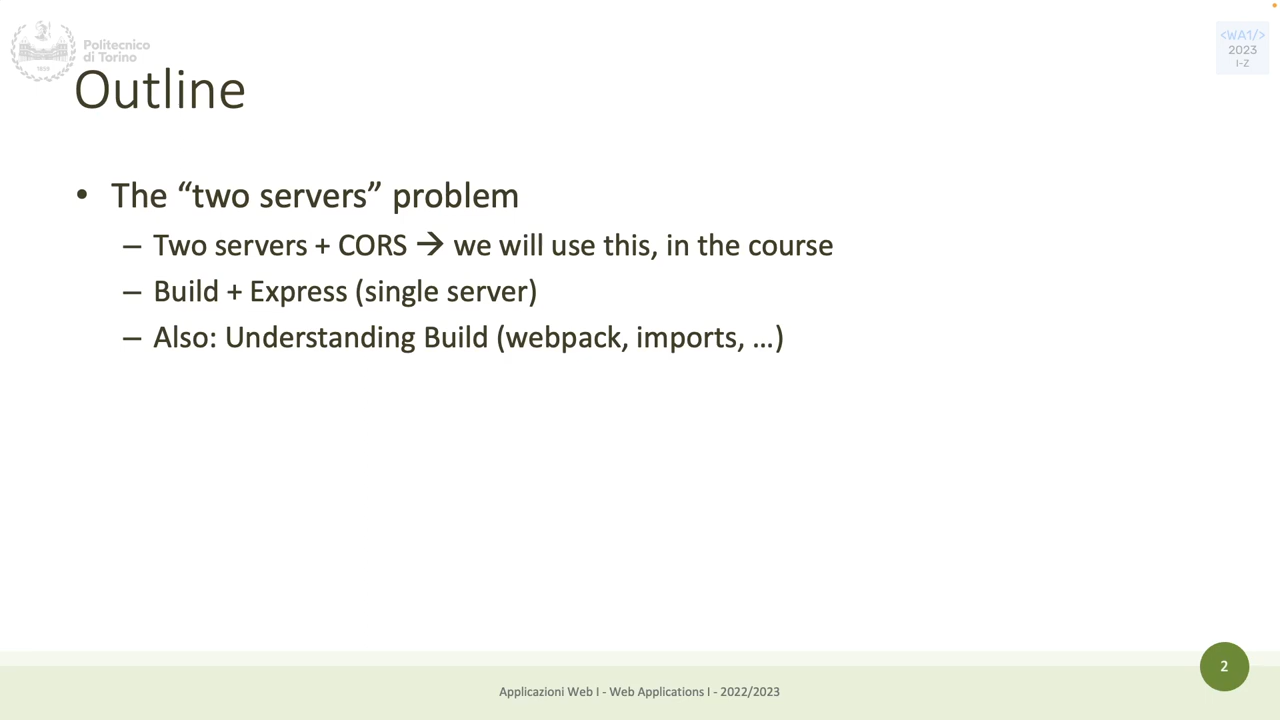 Politecnico
di Torino
1859
<WA1/>
2023
I-Z
Outline
• The “two servers” problem
– Two servers + CORS → we will use this, in the course
– Build + Express (single server)
– Also: Understanding Build (webpack, imports, …)
2
Applicazioni Web I - Web Applications I - 2022/2023